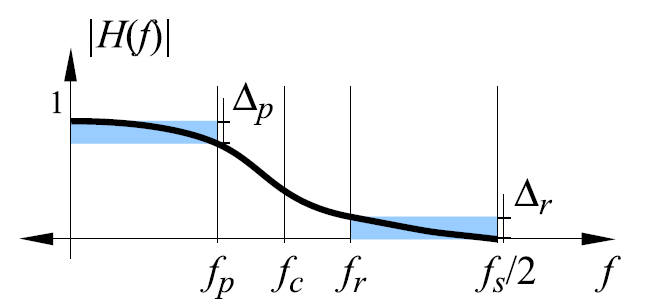 |H(f)|
1
Δp
Δr
fp fc fr fs/2 f